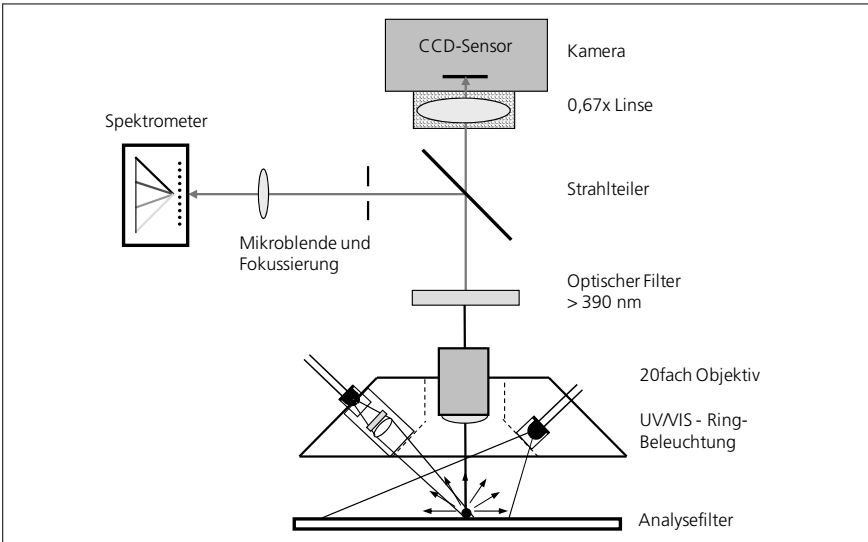 CCD-Sensor
Kamera
0,67x Linse
Spektrometer
Strahlteiler
Mikroblende und
Fokussierung
Optischer Filter
> 390 nm
20fach Objektiv
UV/VIS - Ring-
Beleuchtung
Analysefilter